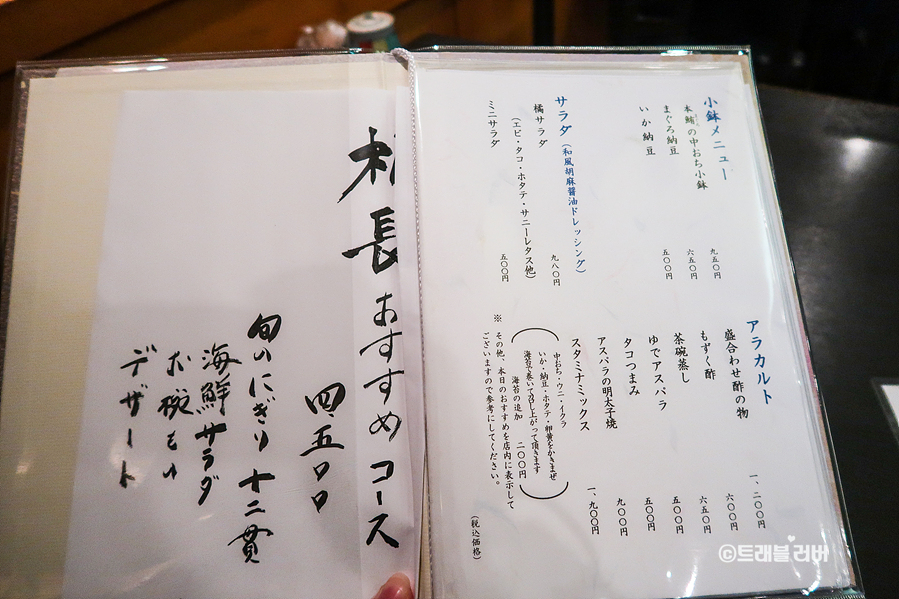 小鉢メニュー
本鮪の中おち小鉢 九五〇円
まぐろ納豆 六五〇円
いか納豆 五〇〇円
サラダ（和風胡麻醤油ドレッシング）
橘サラダ 九八〇円
（エビ・タコ・ホタテ・サニーレタス他）
ミニサラダ 五〇〇円
アラカルト
盛合わせ酢の物 一、二〇〇円
もずく酢 六〇〇円
茶碗蒸し 六五〇円
ゆでアスパラ 五〇〇円
タコつまみ 五〇〇円
アスパラの明太子焼 九〇〇円
スタミナミックス 一、九〇〇円
（中おち・ウニ・イクラ
いか・納豆・ホタテ・卵黄をかきまぜ
海苔で巻いて召し上がって頂きます
海苔の追加 二〇〇円）
※ その他、本日のおすすめを店内に表示して
ございますので参考にしてください。
（税込価格）
板長おすすめコース
四五〇〇
旬のにぎり 十二貫
海鮮サラダ
お椀もの
デザート
©트래블러버